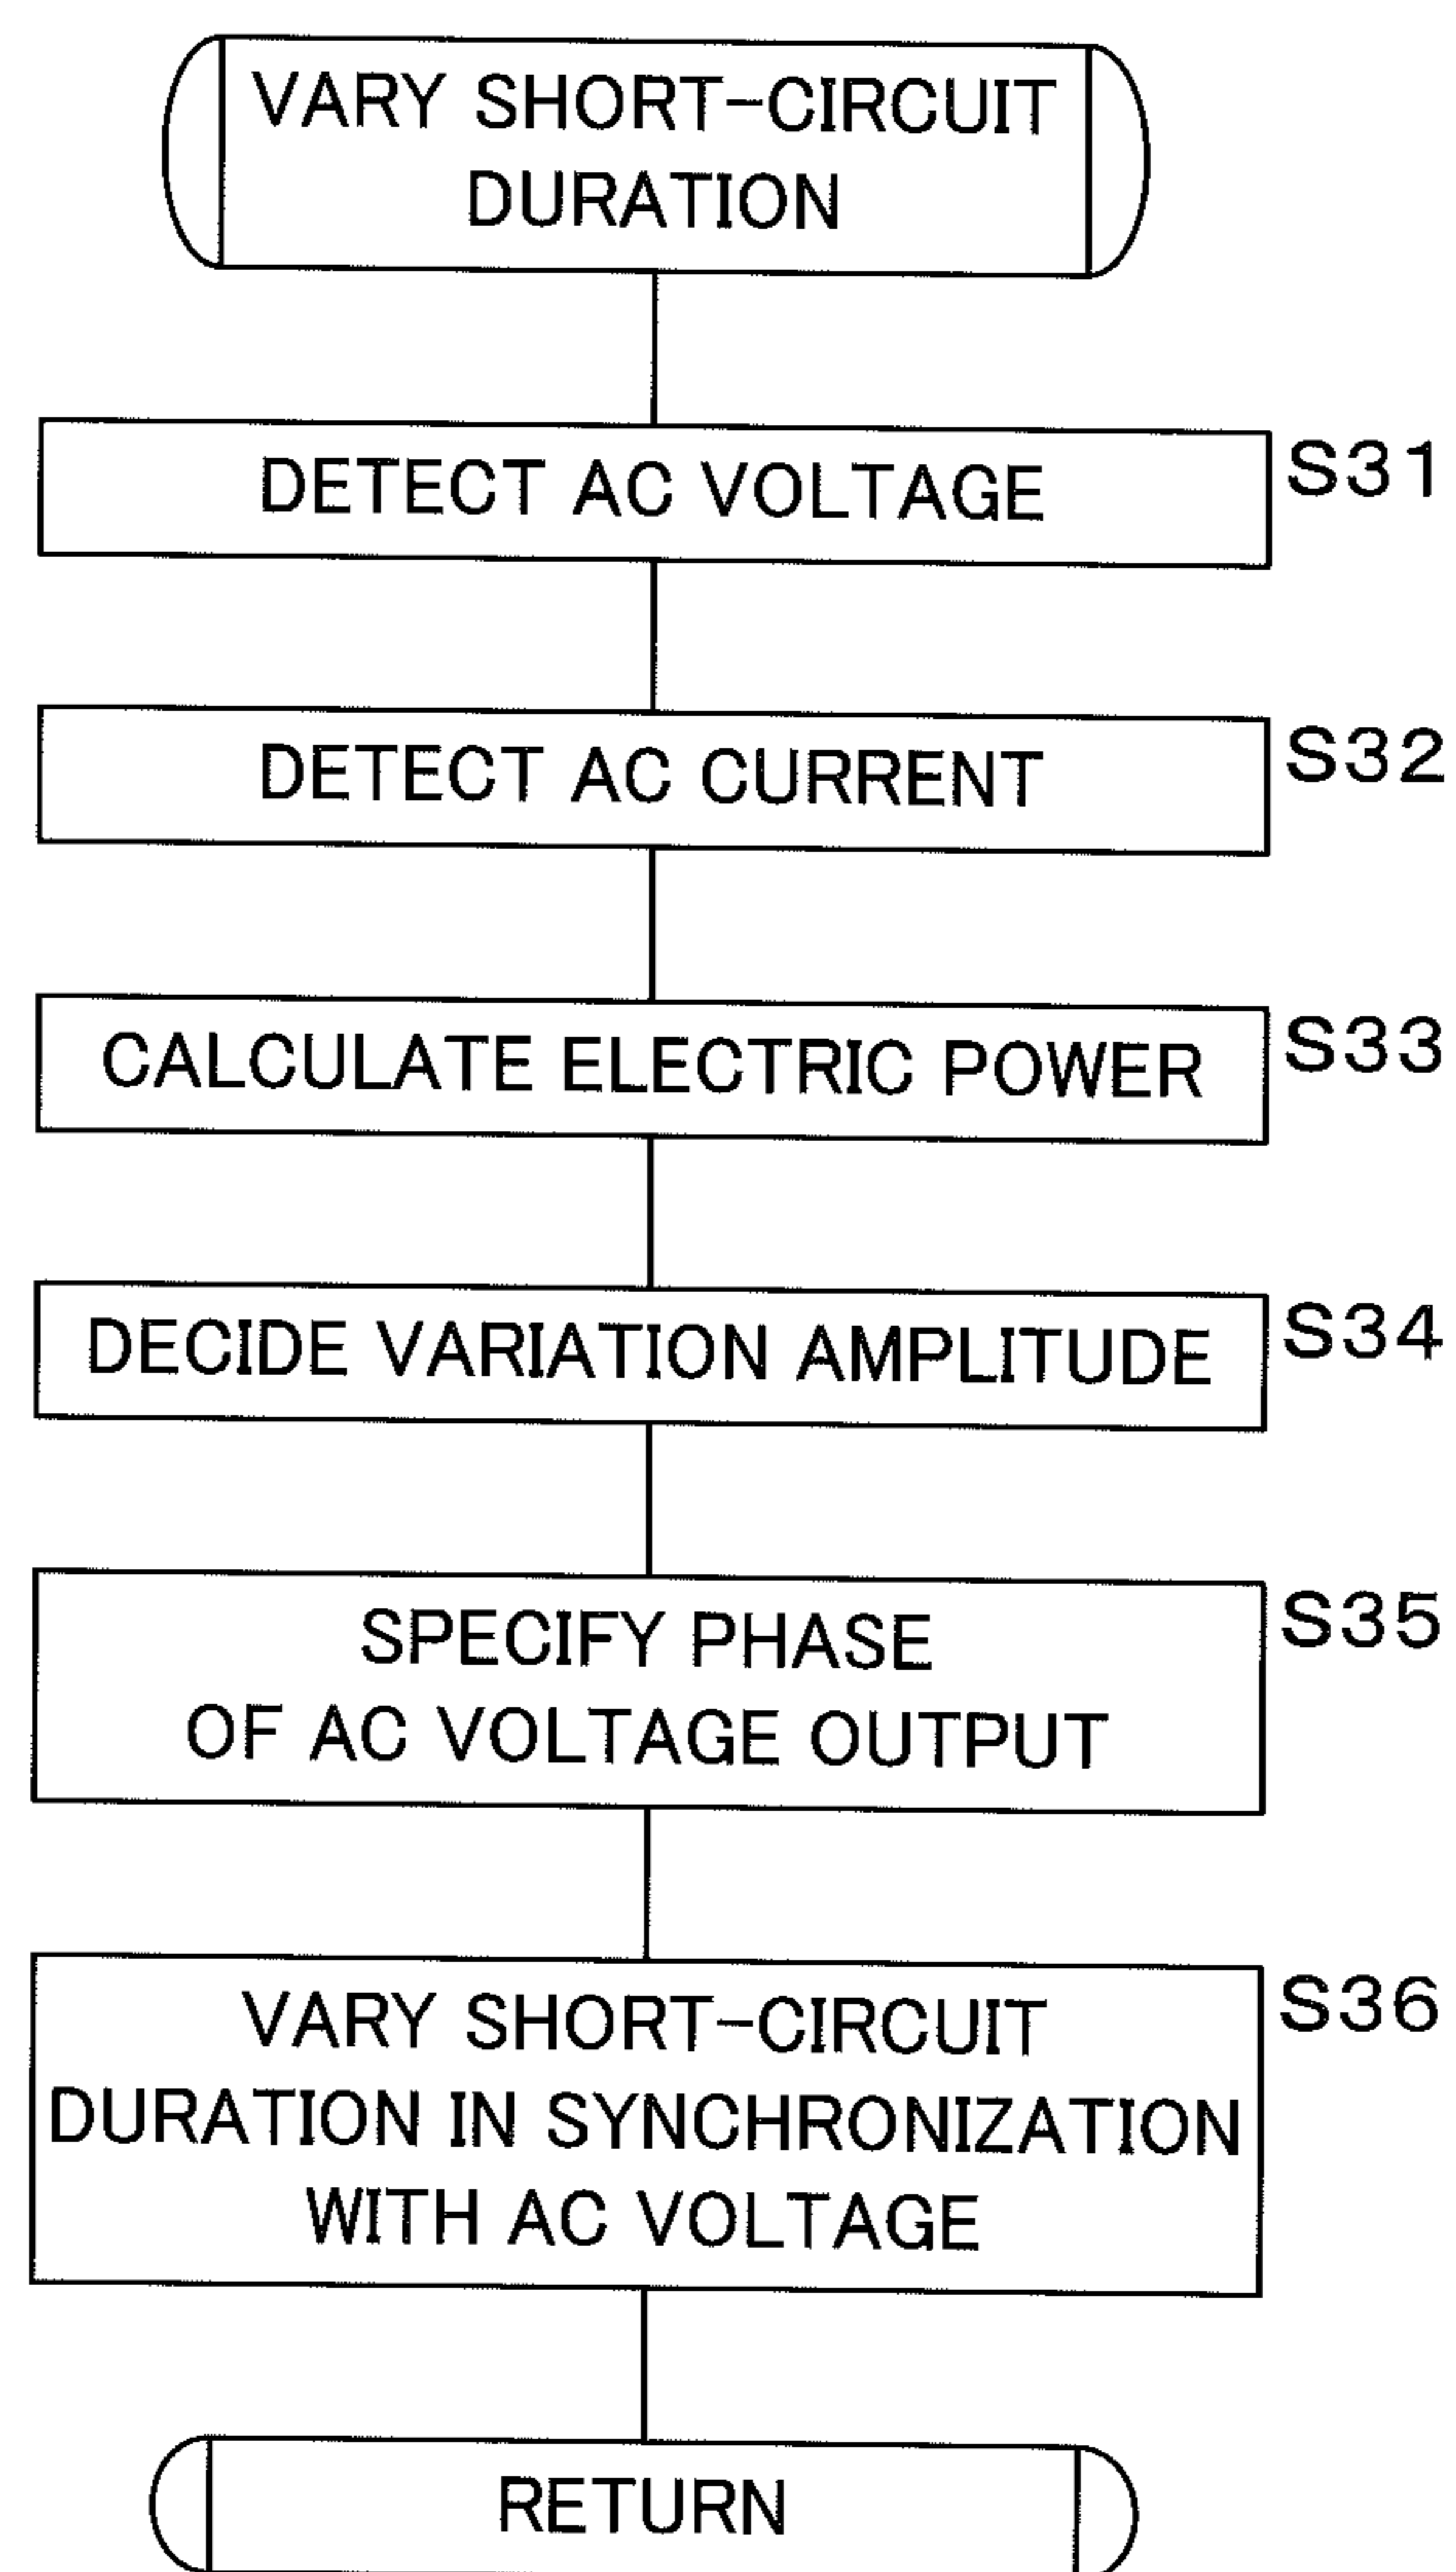 VARY SHORT-CIRCUIT
DURATION
DETECT AC VOLTAGE
S31
DETECT AC CURRENT
S32
CALCULATE ELECTRIC POWER
S33
DECIDE VARIATION AMPLITUDE
S34
SPECIFY PHASE
OF AC VOLTAGE OUTPUT
S35
VARY SHORT-CIRCUIT
DURATION IN SYNCHRONIZATION
WITH AC VOLTAGE
S36
RETURN